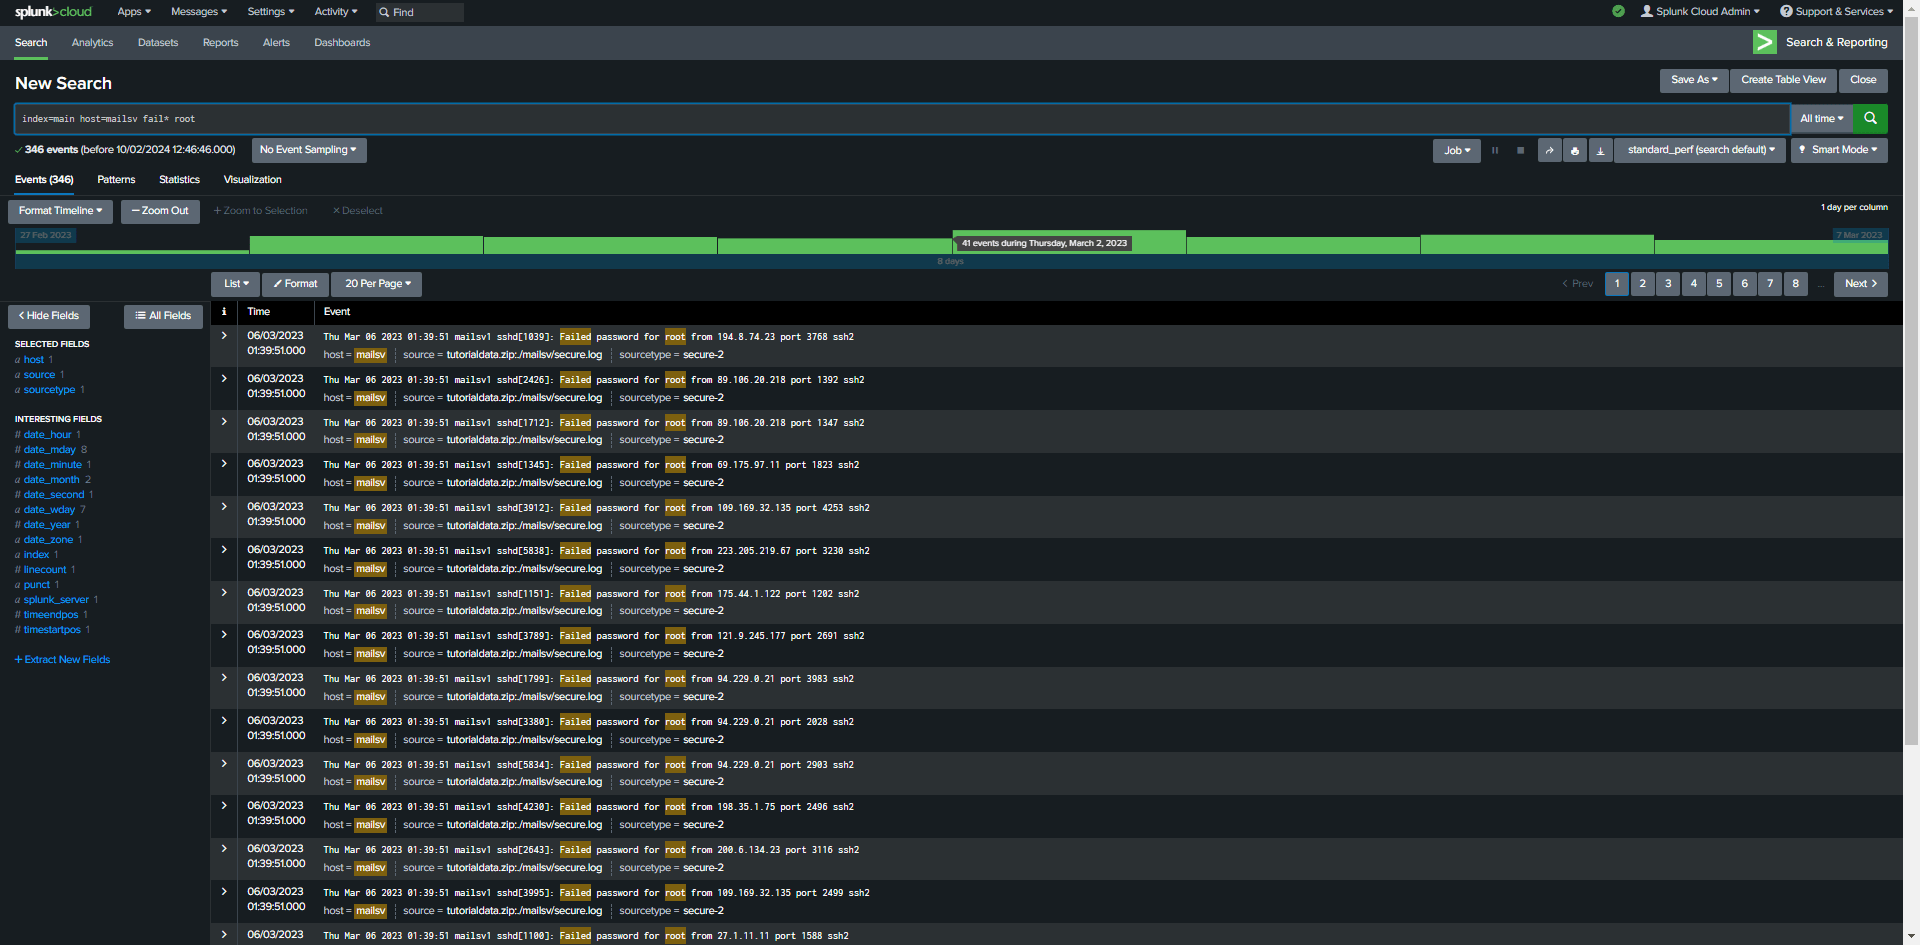 splunk>cloud Apps Messages Settings Activity Find Splunk Cloud Admin Support & Services
Search Analytics Datasets Reports Alerts Dashboards Search & Reporting
New Search Save As Create Table View Close
index=main host=mailsv fail* root All time
346 events (before 10/02/2024 12:46:46.000) No Event Sampling Job standard_perf (search default) Smart Mode
Events (346) Patterns Statistics Visualization
Format Timeline — Zoom Out + Zoom to Selection × Deselect 1 day per column
27 Feb 2023 7 Mar 2023
41 events during Thursday, March 2, 2023
8 days
List Format 20 Per Page < Prev 1 2 3 4 5 6 7 8 ... Next >
< Hide Fields All Fields
SELECTED FIELDS
a host 1
a source 1
a sourcetype 1
INTERESTING FIELDS
# date_hour 1
# date_mday 8
# date_minute 1
a date_month 2
# date_second 1
a date_wday 7
# date_year 1
a date_zone 1
a index 1
# linecount 1
a punct 1
a splunk_server 1
# timeendpos 1
# timestartpos 1
+ Extract New Fields
i Time Event
06/03/2023 01:39:51.000 Thu Mar 06 2023 01:39:51 mailsv1 sshd[1039]: Failed password for root from 194.8.74.23 port 3768 ssh2
host = mailsv source = tutorialdata.zip:./mailsv/secure.log sourcetype = secure-2
06/03/2023 01:39:51.000 Thu Mar 06 2023 01:39:51 mailsv1 sshd[2426]: Failed password for root from 89.106.20.218 port 1392 ssh2
host = mailsv source = tutorialdata.zip:./mailsv/secure.log sourcetype = secure-2
06/03/2023 01:39:51.000 Thu Mar 06 2023 01:39:51 mailsv1 sshd[1712]: Failed password for root from 89.106.20.218 port 1347 ssh2
host = mailsv source = tutorialdata.zip:./mailsv/secure.log sourcetype = secure-2
06/03/2023 01:39:51.000 Thu Mar 06 2023 01:39:51 mailsv1 sshd[1345]: Failed password for root from 69.175.97.11 port 1823 ssh2
host = mailsv source = tutorialdata.zip:./mailsv/secure.log sourcetype = secure-2
06/03/2023 01:39:51.000 Thu Mar 06 2023 01:39:51 mailsv1 sshd[3912]: Failed password for root from 109.169.32.135 port 4253 ssh2
host = mailsv source = tutorialdata.zip:./mailsv/secure.log sourcetype = secure-2
06/03/2023 01:39:51.000 Thu Mar 06 2023 01:39:51 mailsv1 sshd[5838]: Failed password for root from 223.205.219.67 port 3230 ssh2
host = mailsv source = tutorialdata.zip:./mailsv/secure.log sourcetype = secure-2
06/03/2023 01:39:51.000 Thu Mar 06 2023 01:39:51 mailsv1 sshd[1151]: Failed password for root from 175.44.1.122 port 1202 ssh2
host = mailsv source = tutorialdata.zip:./mailsv/secure.log sourcetype = secure-2
06/03/2023 01:39:51.000 Thu Mar 06 2023 01:39:51 mailsv1 sshd[3789]: Failed password for root from 121.9.245.177 port 2691 ssh2
host = mailsv source = tutorialdata.zip:./mailsv/secure.log sourcetype = secure-2
06/03/2023 01:39:51.000 Thu Mar 06 2023 01:39:51 mailsv1 sshd[1799]: Failed password for root from 94.229.0.21 port 3983 ssh2
host = mailsv source = tutorialdata.zip:./mailsv/secure.log sourcetype = secure-2
06/03/2023 01:39:51.000 Thu Mar 06 2023 01:39:51 mailsv1 sshd[3380]: Failed password for root from 94.229.0.21 port 2028 ssh2
host = mailsv source = tutorialdata.zip:./mailsv/secure.log sourcetype = secure-2
06/03/2023 01:39:51.000 Thu Mar 06 2023 01:39:51 mailsv1 sshd[5834]: Failed password for root from 94.229.0.21 port 2903 ssh2
host = mailsv source = tutorialdata.zip:./mailsv/secure.log sourcetype = secure-2
06/03/2023 01:39:51.000 Thu Mar 06 2023 01:39:51 mailsv1 sshd[4230]: Failed password for root from 198.35.1.75 port 2496 ssh2
host = mailsv source = tutorialdata.zip:./mailsv/secure.log sourcetype = secure-2
06/03/2023 01:39:51.000 Thu Mar 06 2023 01:39:51 mailsv1 sshd[2643]: Failed password for root from 200.6.134.23 port 3116 ssh2
host = mailsv source = tutorialdata.zip:./mailsv/secure.log sourcetype = secure-2
06/03/2023 01:39:51.000 Thu Mar 06 2023 01:39:51 mailsv1 sshd[3995]: Failed password for root from 109.169.32.135 port 2499 ssh2
host = mailsv source = tutorialdata.zip:./mailsv/secure.log sourcetype = secure-2
06/03/2023 Thu Mar 06 2023 01:39:51 mailsv1 sshd[1100]: Failed password for root from 27.1.11.11 port 1588 ssh2